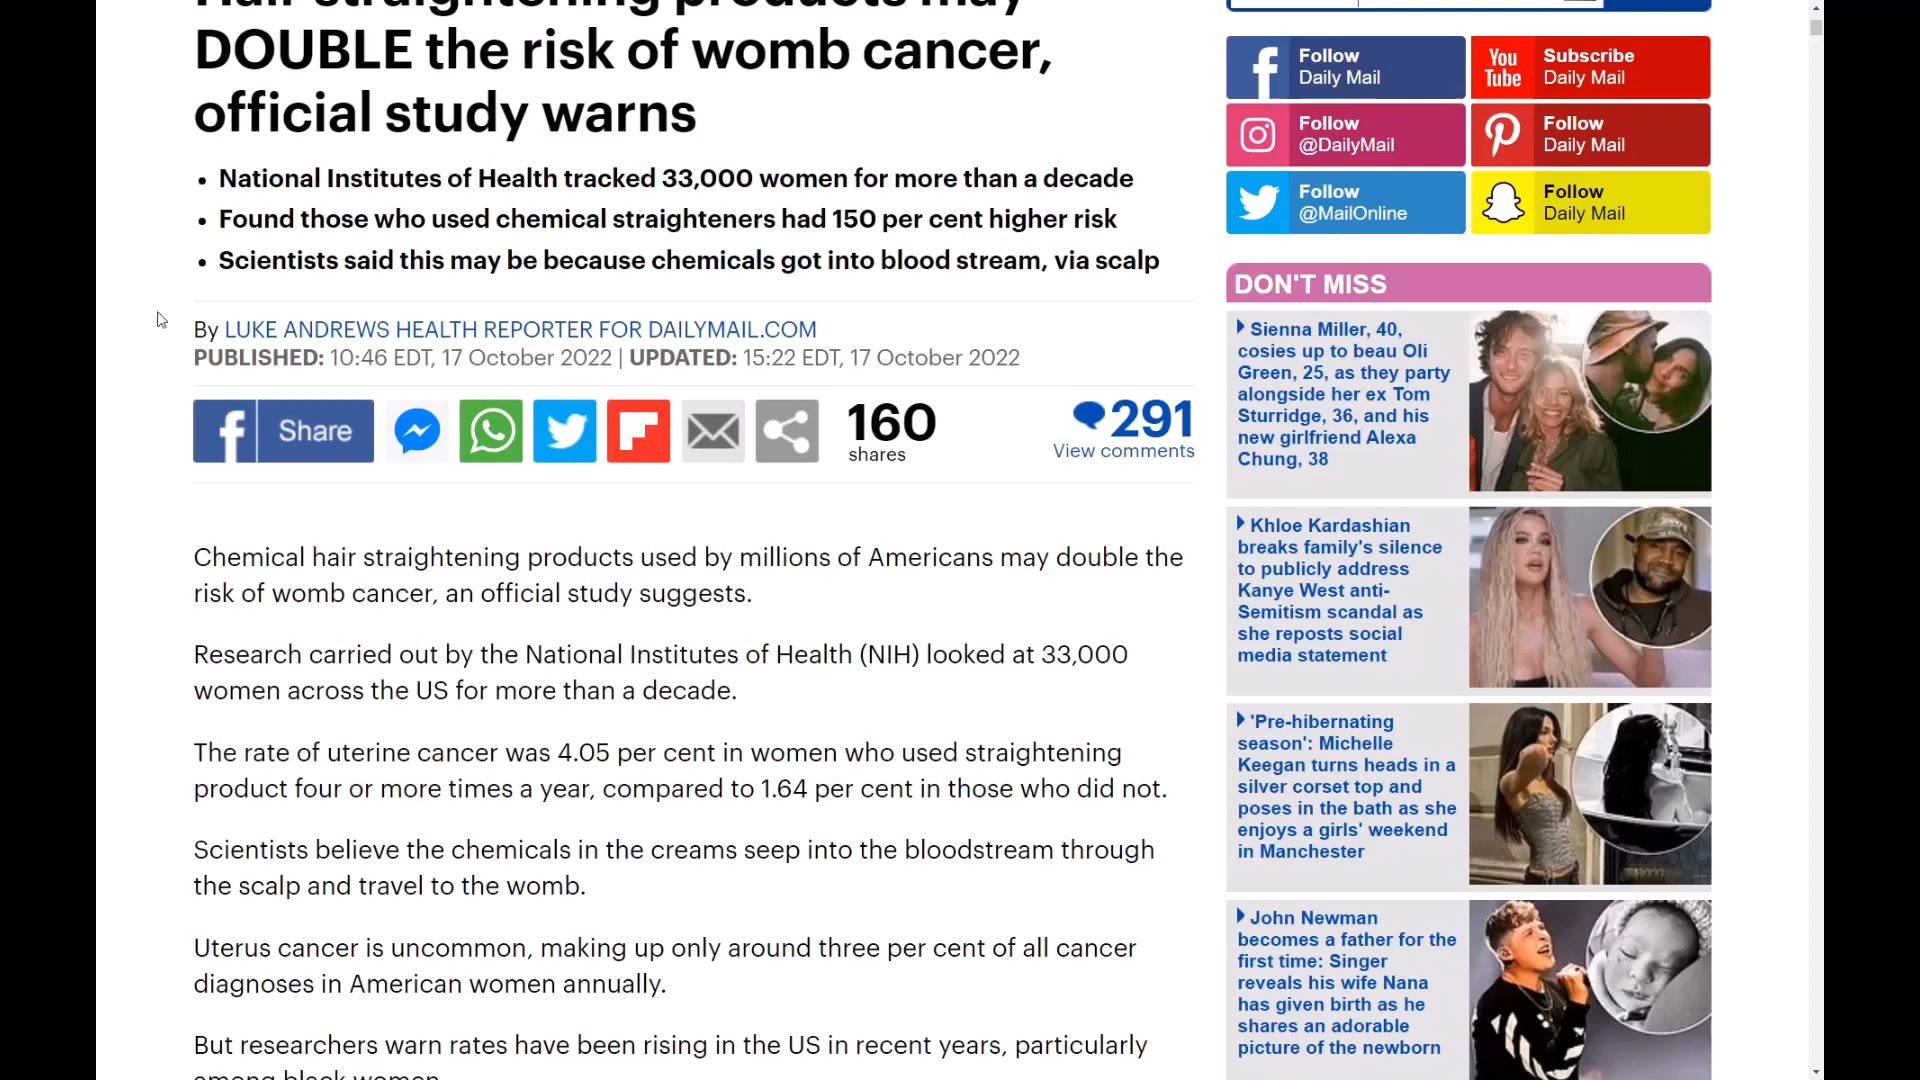 Hair straightening products may
DOUBLE the risk of womb cancer,
official study warns
• National Institutes of Health tracked 33,000 women for more than a decade
• Found those who used chemical straighteners had 150 per cent higher risk
• Scientists said this may be because chemicals got into blood stream, via scalp
By LUKE ANDREWS HEALTH REPORTER FOR DAILYMAIL.COM
PUBLISHED: 10:46 EDT, 17 October 2022 | UPDATED: 15:22 EDT, 17 October 2022
Share
160
shares
291
View comments
Chemical hair straightening products used by millions of Americans may double the
risk of womb cancer, an official study suggests.
Research carried out by the National Institutes of Health (NIH) looked at 33,000
women across the US for more than a decade.
The rate of uterine cancer was 4.05 per cent in women who used straightening
product four or more times a year, compared to 1.64 per cent in those who did not.
Scientists believe the chemicals in the creams seep into the bloodstream through
the scalp and travel to the womb.
Uterus cancer is uncommon, making up only around three per cent of all cancer
diagnoses in American women annually.
But researchers warn rates have been rising in the US in recent years, particularly
among black women.
Follow
Daily Mail
You
Tube
Subscribe
Daily Mail
Follow
@DailyMail
Follow
Daily Mail
Follow
@MailOnline
Follow
Daily Mail
DON'T MISS
Sienna Miller, 40,
cosies up to beau Oli
Green, 25, as they party
alongside her ex Tom
Sturridge, 36, and his
new girlfriend Alexa
Chung, 38
Khloe Kardashian
breaks family's silence
to publicly address
Kanye West anti-
Semitism scandal as
she reposts social
media statement
'Pre-hibernating
season': Michelle
Keegan turns heads in a
silver corset top and
poses in the bath as she
enjoys a girls' weekend
in Manchester
John Newman
becomes a father for the
first time: Singer
reveals his wife Nana
has given birth as he
shares an adorable
picture of the newborn